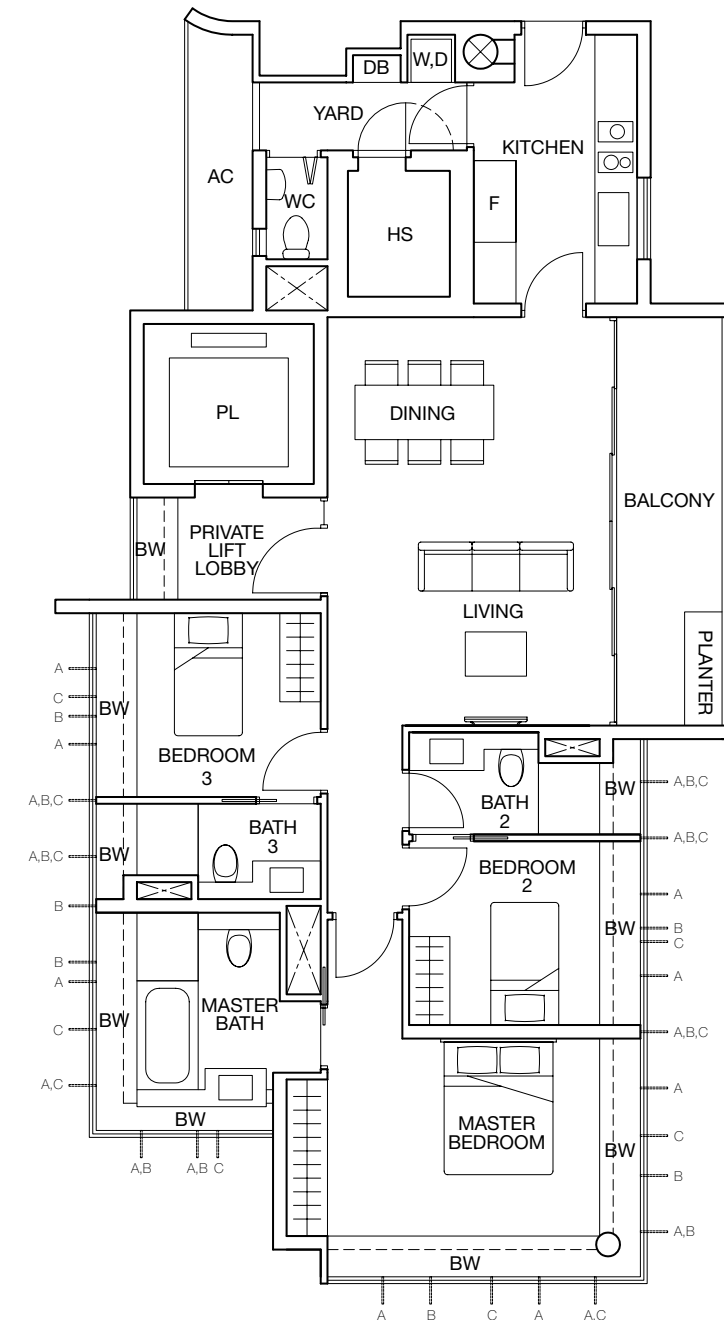 DB
W,D
YARD
KITCHEN
AC
WC
F
HS
PL
DINING
BALCONY
BW
PRIVATE
LIFT
LOBBY
LIVING
PLANTER
A
C
B
A
BW
BEDROOM
3
A,B,C
BATH
3
BW
A,B,C
B
BATH
2
BW
A,B,C
A,B,C
BEDROOM
2
A
BW
B
C
A
A,B,C
B
A
C
A,C
BW
MASTER
BATH
BW
A,B
A,B
C
MASTER
BEDROOM
A
C
BW
B
A,B
BW
A
B
C
A
A,C